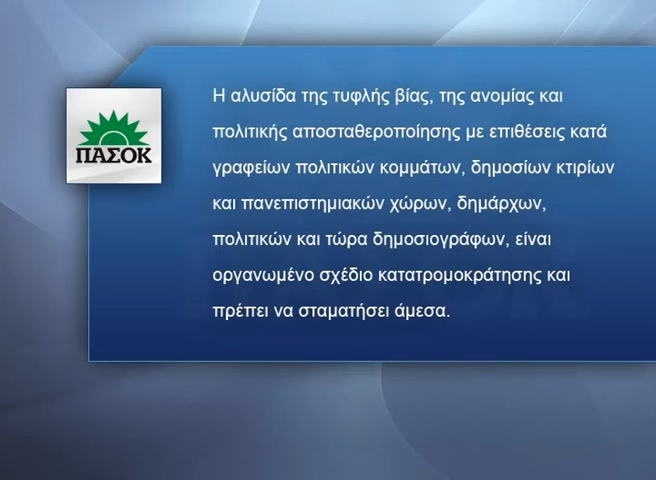 Η αλυσίδα της τυφλής βίας, της ανομίας και
πολιτικής αποσταθεροποίησης με επιθέσεις κατά
γραφείων πολιτικών κομμάτων, δημοσίων κτιρίων
και πανεπιστημιακών χώρων, δημάρχων,
πολιτικών και τώρα δημοσιογράφων, είναι
οργανωμένο σχέδιο κατατρομοκράτησης και
πρέπει να σταματήσει άμεσα.
ΠΑΣΟΚ